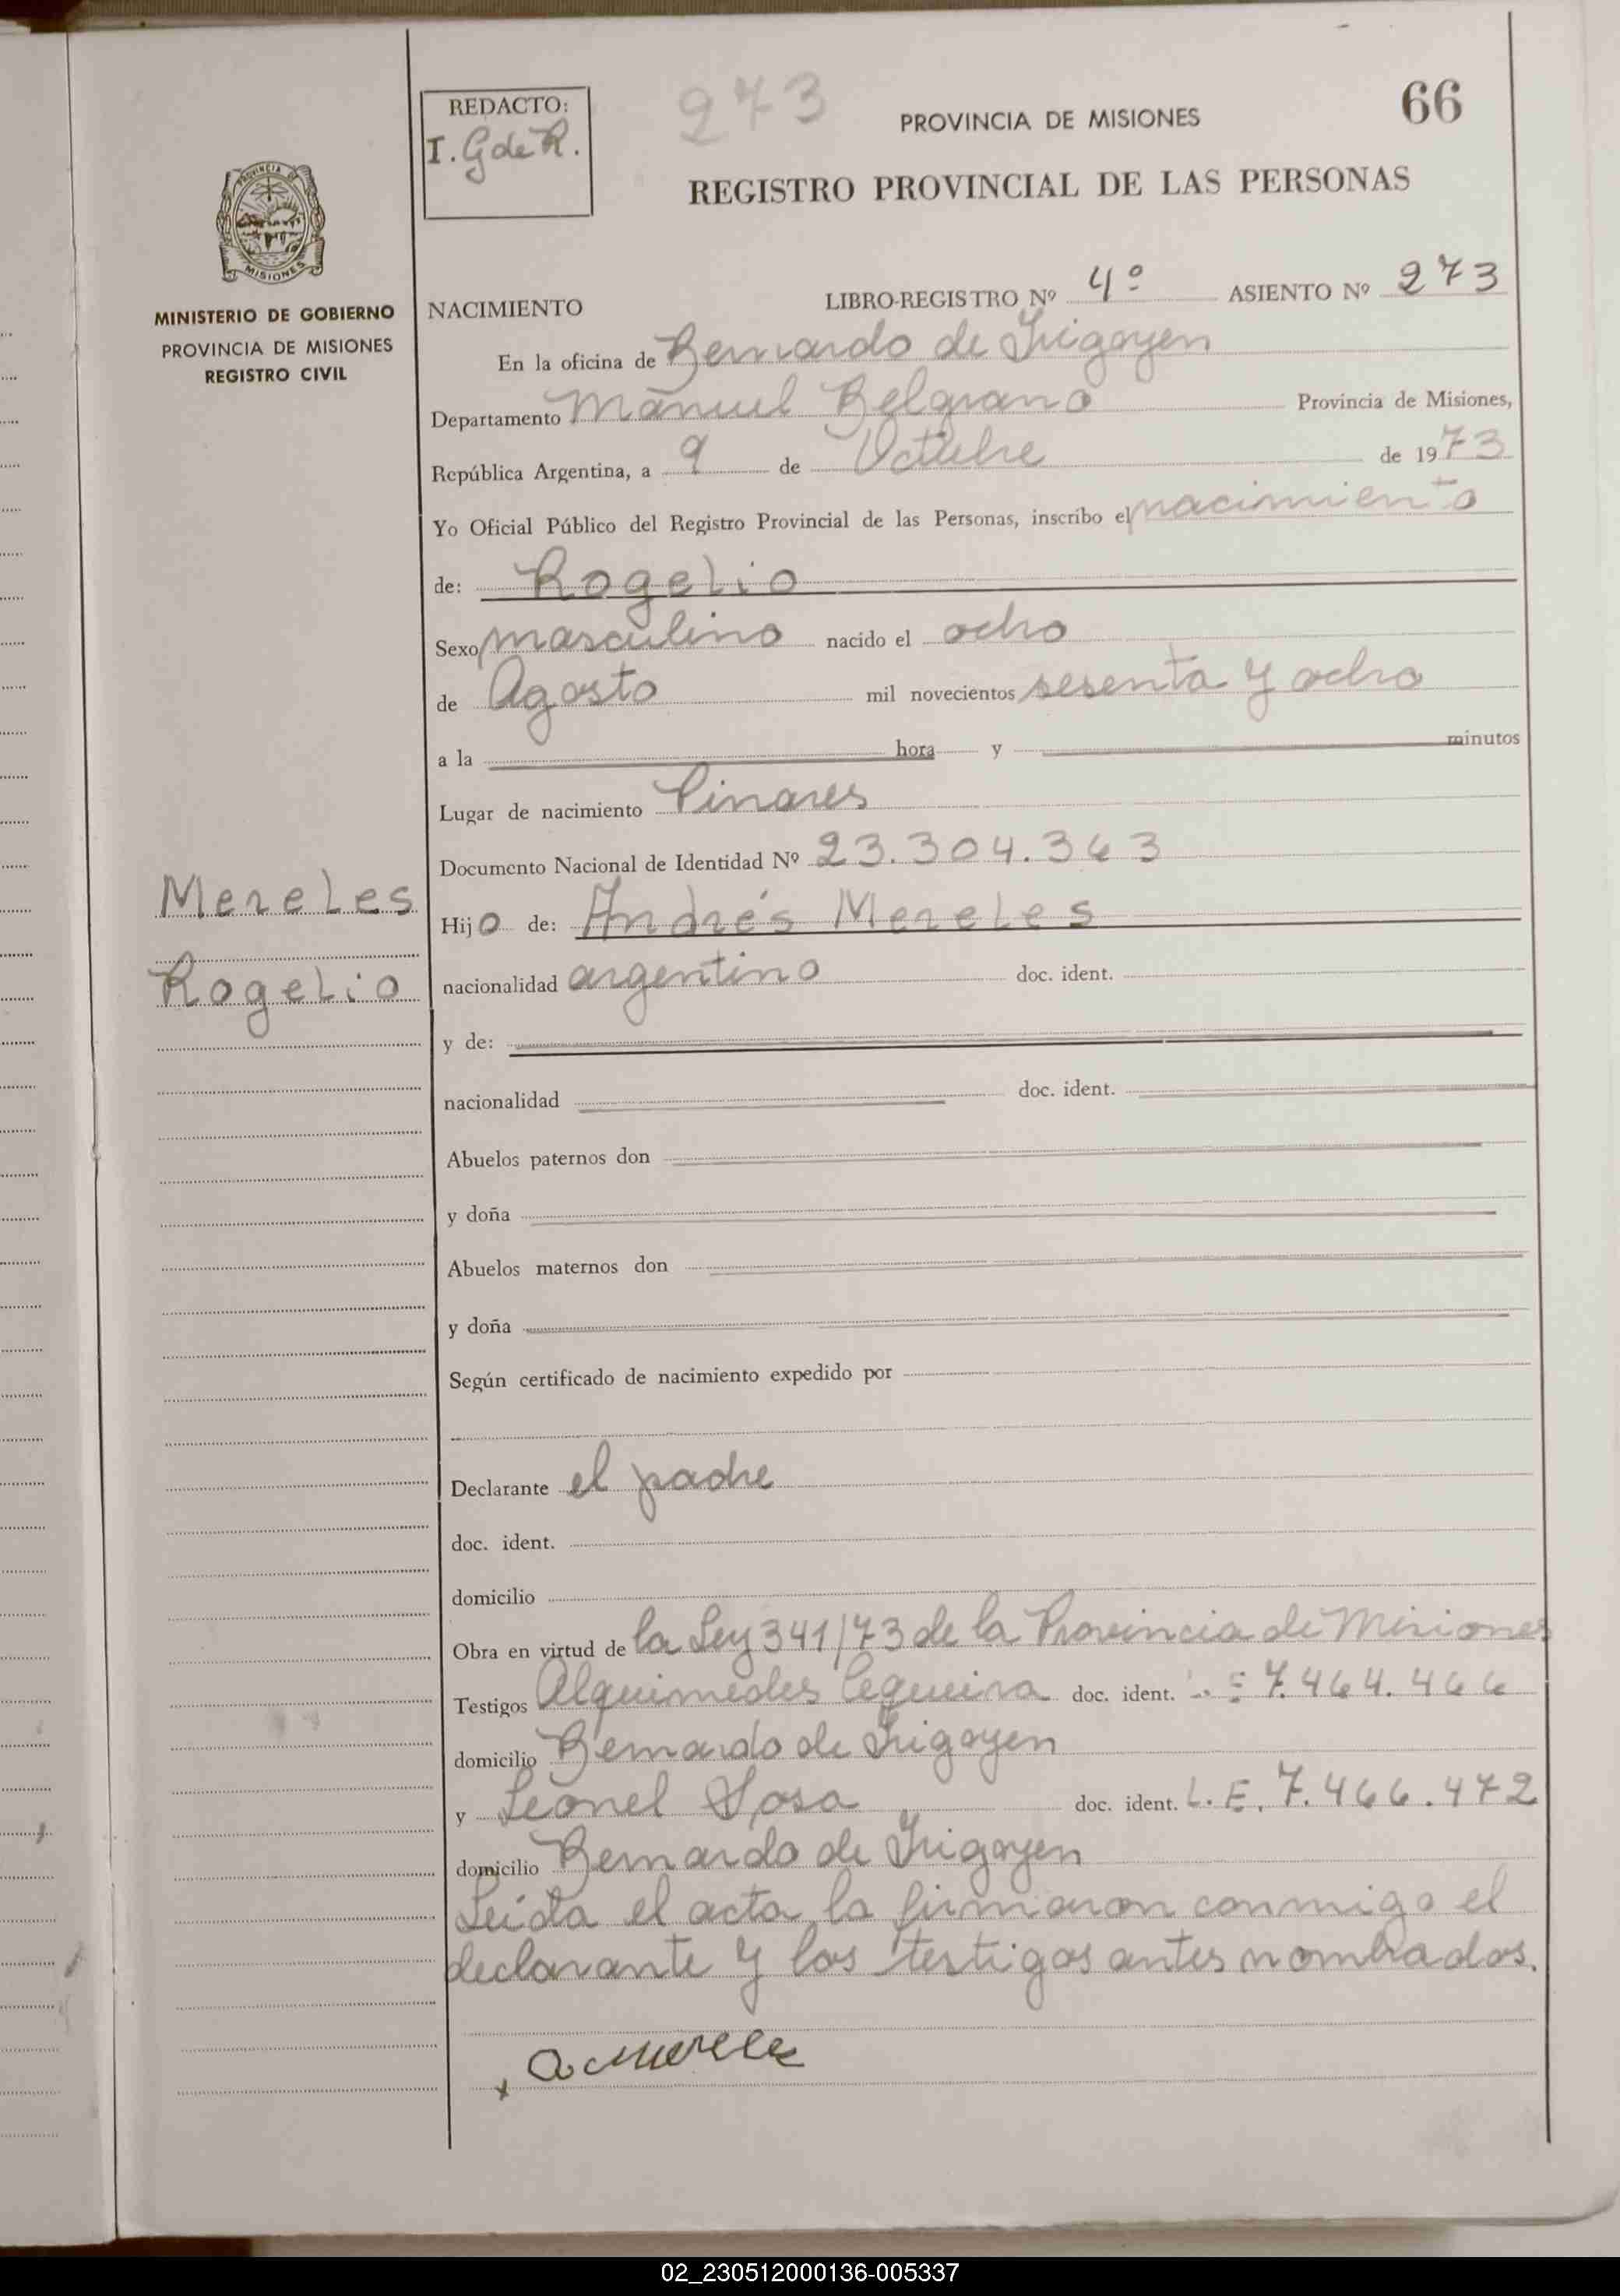 REDACTO:
I. G de R.
273
PROVINCIA DE MISIONES
66
REGISTRO PROVINCIAL DE LAS PERSONAS
PROVINCIA DE
MISIONES
MINISTERIO DE GOBIERNO
PROVINCIA DE MISIONES
REGISTRO CIVIL
NACIMIENTO LIBRO-REGISTRO Nº 4º ASIENTO Nº 273
En la oficina de Bernardo de Irigoyen
Departamento Manuel Belgrano Provincia de Misiones,
República Argentina, a 9 de Octubre de 1973
Yo Oficial Público del Registro Provincial de las Personas, inscribo el nacimiento
de: Rogelio
Sexo masculino nacido el ocho
de Agosto mil novecientos sesenta y ocho
a la hora y minutos
Lugar de nacimiento Pinares
Documento Nacional de Identidad Nº 23.304.363
Mereles
Hijo de: Andrés Mereles
Rogelio
nacionalidad argentino doc. ident.
y de:
nacionalidad doc. ident.
Abuelos paternos don
y doña
Abuelos maternos don
y doña
Según certificado de nacimiento expedido por
Declarante el padre
doc. ident.
domicilio
Obra en virtud de la Ley 341/73 de la Provincia de Misiones
Testigos Alquimedes Cequeira doc. ident. 7.464.466
domicilio Bernardo de Irigoyen
y Leonel Sosa doc. ident. L.E. 7.466.472
domicilio Bernardo de Irigoyen
Leida el acta, la firmaron conmigo el
declarante y los testigos antes nombrados.
02_230512000136-005337